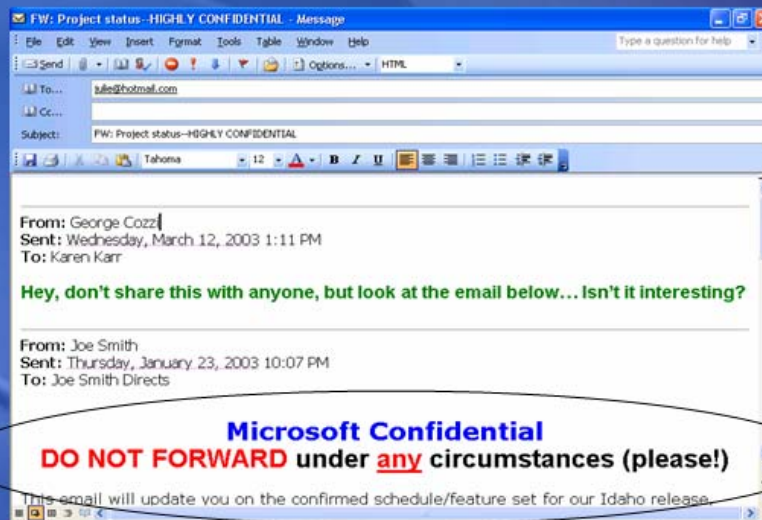 FW: Project status--HIGHLY CONFIDENTIAL - Message
File Edit View Insert Format Tools Table Window Help Type a question for help
Send Options... HTML
To... julie@hotmail.com
Cc...
Subject: FW: Project status--HIGHLY CONFIDENTIAL
Tahoma 12 A B I U
From: George Cozzi
Sent: Wednesday, March 12, 2003 1:11 PM
To: Karen Karr
Hey, don't share this with anyone, but look at the email below... Isn't it interesting?
From: Joe Smith
Sent: Thursday, January 23, 2003 10:07 PM
To: Joe Smith Directs
Microsoft Confidential
DO NOT FORWARD under any circumstances (please!)
This email will update you on the confirmed schedule/feature set for our Idaho release,